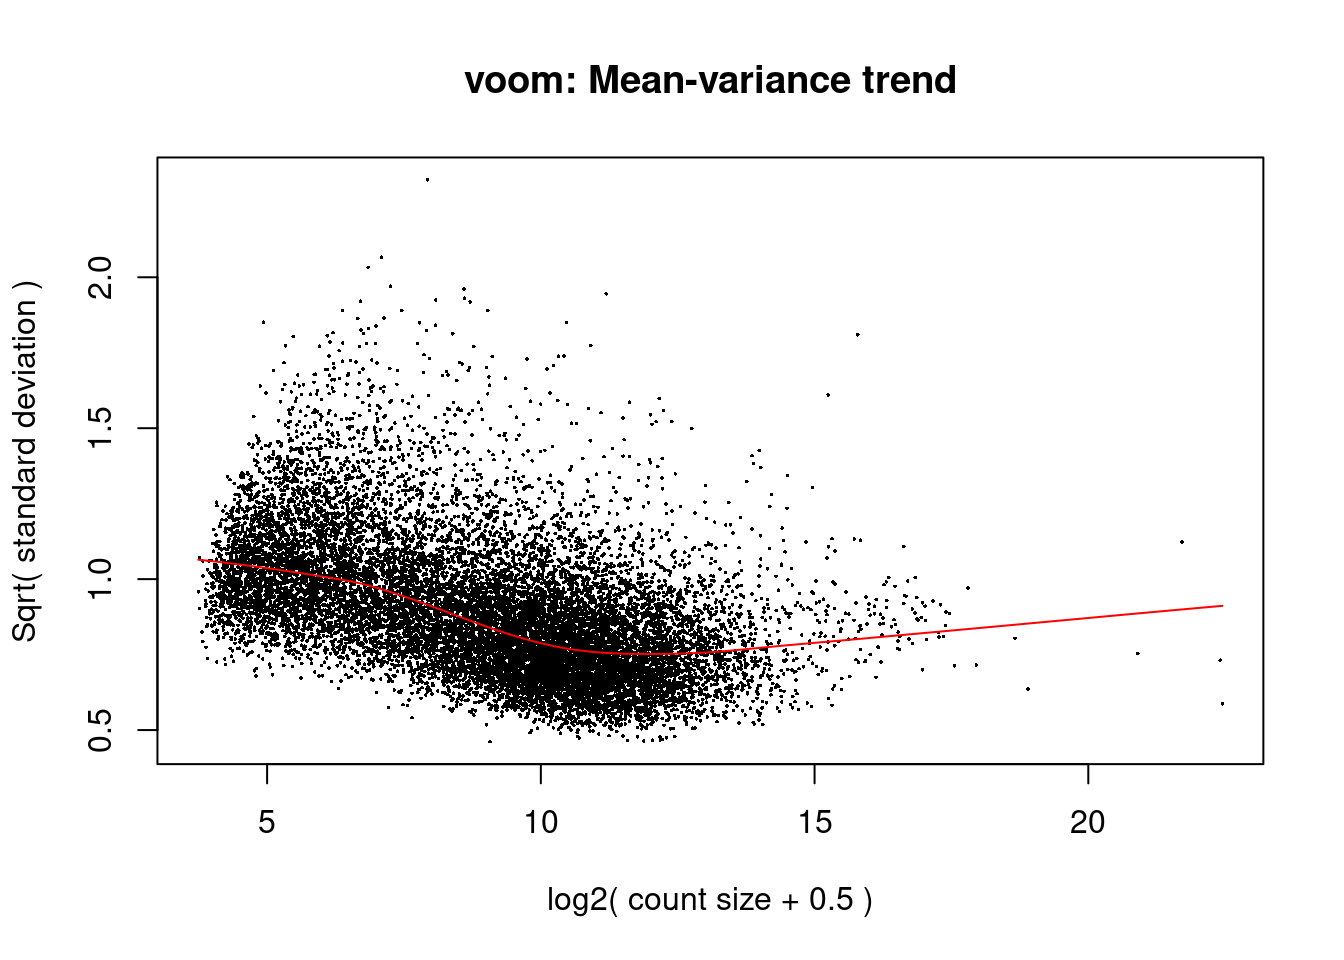 voom: Mean-variance trend
Sqrt( standard deviation )
2.0
1.5
1.0
0.5
5 10 15 20
log2( count size + 0.5 )